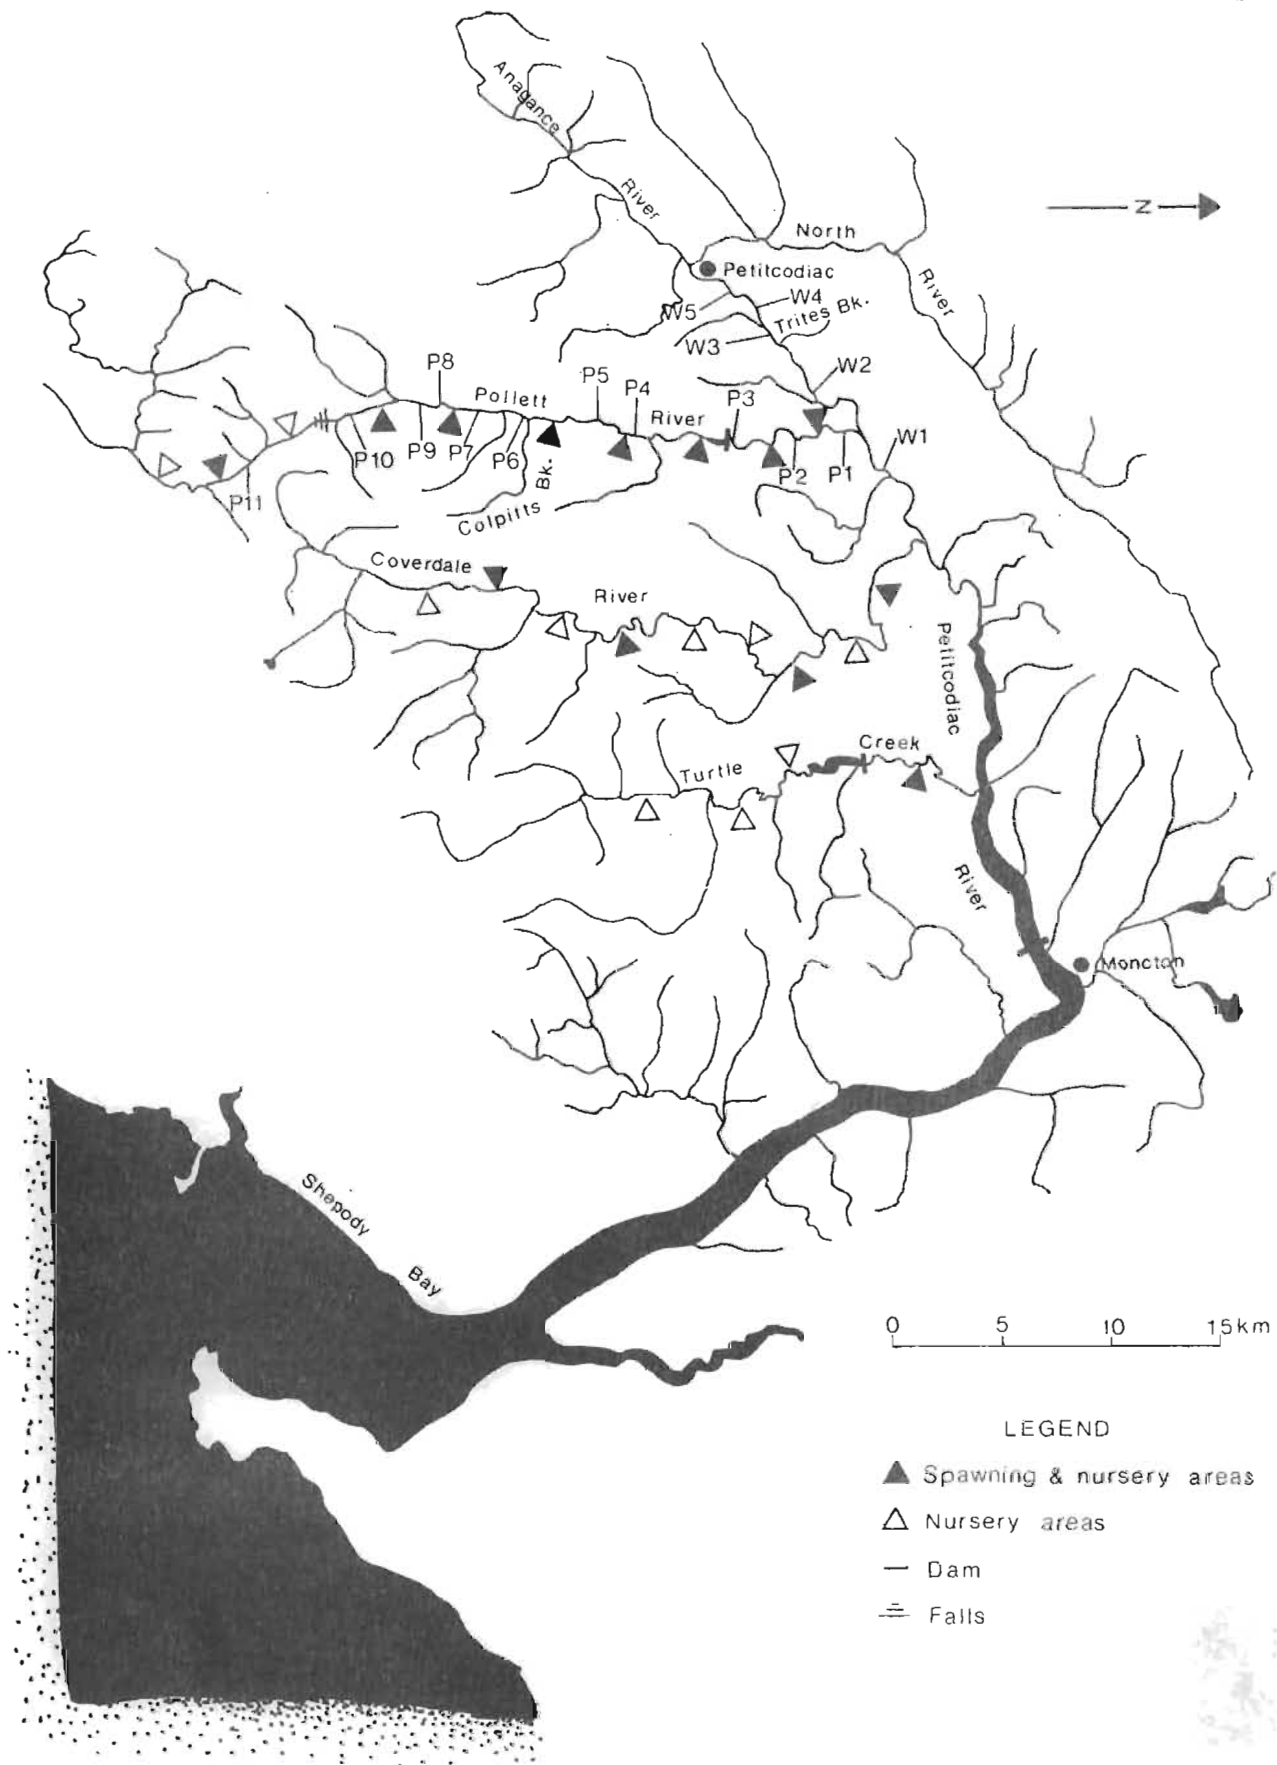 Anagance
River
North
River
N
Petitcodiac
W4
W5
Trites Bk.
W3
W2
P8
Pollett
P5
P4
River
P3
W1
P10
P9
P7
P6
P2
P1
P11
Colpitts
Bk.
Coverdale
River
Petitcodiac
River
Turtle
Creek
Moncton
Shepody
Bay
0 5 10 15km
LEGEND
Spawning & nursery areas
Nursery areas
Dam
Falls